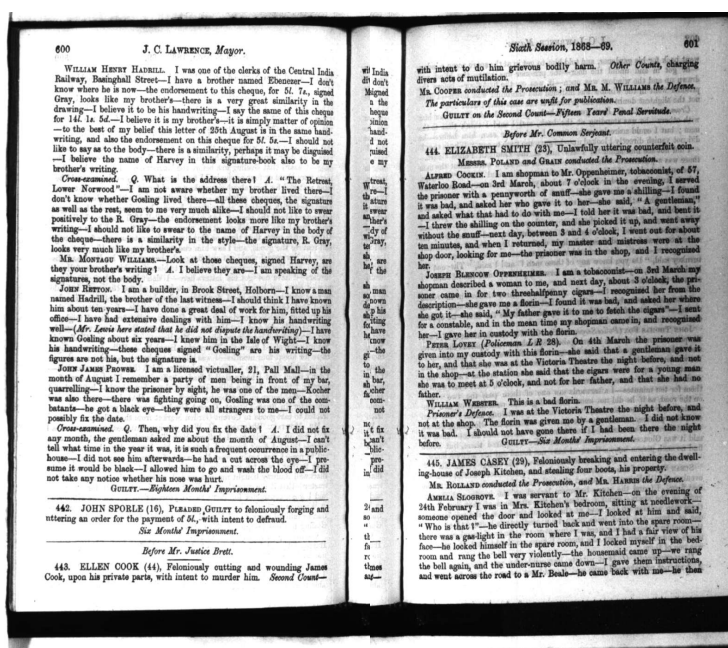 600 J. C. LAWRENCE, Mayor.
WILLIAM HENRY HADRILL. I was one of the clerks of the Central India
Railway, Basinghall Street—I have a brother named Ebenezer—I don't
know where he is now—the endorsement to this cheque, for 5l. 7s., signed
Gray, looks like my brother's—there is a very great similarity in the
drawing—I believe it to be his handwriting—I say the same of this cheque
for 14l. 1s. 5d.—I believe it is my brother's—it is simply matter of opinion
—to the best of my belief this letter of 25th August is in the same hand-
writing, and also the endorsement on this cheque for 5l. 5s.—I should not
like to say as to the body—there is a similarity, perhaps it may be disguised
—I believe the name of Harvey in this signature-book also to be my
brother's writing.
Cross-examined. Q. What is the address there? A. "The Retreat,
Lower Norwood"—I am not aware whether my brother lived there—I
don't know whether Gosling lived there—all these cheques, the signature
as well as the rest, seem to me very much alike—I should not like to swear
positively to the R. Gray—the endorsement looks more like my brother's
writing—I should not like to swear to the name of Harvey in the body of
the cheque—there is a similarity in the style—the signature, R. Gray,
looks very much like my brother's.
MR. MONTAGU WILLIAMS.—Look at those cheques, signed Harvey, are
they your brother's writing? A. I believe they are—I am speaking of the
signatures, not the body.
JOHN RETTON. I am a builder, in Brook Street, Holborn—I know a man
named Hadrill, the brother of the last witness—I should think I have known
him about ten years—I have done a great deal of work for him, fitted up his
office—I have had extensive dealings with him—I know his handwriting
well—(Mr. Lewis here stated that he did not dispute the handwriting)—I have
known Gosling about six years—I knew him in the Isle of Wight—I know
his handwriting—these cheques signed "Gosling" are his writing—the
figures are not his, but the signature is.
JOHN JAMES PROWSE. I am a licensed victualler, 21, Pall Mall—in the
month of August I remember a party of men being in front of my bar,
quarrelling—I know the prisoner by sight, he was one of the men—Kocher
was also there—there was fighting going on, Gosling was one of the com-
batants—he got a black eye—they were all strangers to me—I could not
possibly fix the date.
Cross-examined. Q. Then, why did you fix the date? A. I did not fix
any month, the gentleman asked me about the month of August—I can't
tell what time in the year it was, it is such a frequent occurrence in a public-
house—I did not see him afterwards—he had a cut across the eye—I pre-
sume it would be black—I allowed him to go and wash the blood off—I did
not take any notice whether his nose was hurt.
GUILTY.—Eighteen Months' Imprisonment.
442. JOHN SPORLE (16), PLEADED GUILTY to feloniously forging and
uttering an order for the payment of 5l., with intent to defraud.
Six Months' Imprisonment.
Before Mr. Justice Brett.
443. ELLEN COOK (44), Feloniously cutting and wounding James
Cook, upon his private parts, with intent to murder him. Second Count—
Sixth Session, 1868—69. 601
with intent to do him grievous bodily harm. Other Counts, charging
divers acts of mutilation.
MR. COOPER conducted the Prosecution; and MR. M. WILLIAMS the Defence.
The particulars of this case are unfit for publication.
GUILTY on the Second Count—Fifteen Years' Penal Servitude.
Before Mr. Common Serjeant.
444. ELIZABETH SMITH (23), Unlawfully uttering counterfeit coin.
MESSRS. POLAND and GRAIN conducted the Prosecution.
ALFRED COCKIN. I am shopman to Mr. Oppenheimer, tobacconist, of 57,
Waterloo Road—on 3rd March, about 7 o'clock in the evening, I served
the prisoner with a pennyworth of snuff—she gave me a shilling—I found
it was bad, and asked her who gave it to her—she said, "A gentleman,"
and asked what that had to do with me—I told her it was bad, and bent it
—I threw the shilling on the counter, and she picked it up, and went away
without the snuff—next day, between 3 and 4 o'clock, I went out for about
ten minutes, and when I returned, my master and mistress were at the
shop door, looking for me—the prisoner was in the shop, and I recognised
her.
JOSEPH BLENCOW OPPENHEIMER. I am a tobacconist—on 3rd March my
shopman described a woman to me, and next day, about 3 o'clock, the pri-
soner came in for two threehalfpenny cigars—I recognised her from the
description—she gave me a florin—I found it was bad, and asked her where
she got it—she said, "My father gave it to me to fetch the cigars"—I sent
for a constable, and in the mean time my shopman came in, and recognised
her—I gave her in custody with the florin.
PETER LOVEY (Policeman L R 28). On 4th March the prisoner was
given into my custody with this florin—she said that a gentleman gave it
to her, and that she was at the Victoria Theatre the night before, and not
in the shop—at the station she said that the cigars were for a young man
she was to meet at 5 o'clock, and not for her father, and that she had no
father.
WILLIAM WEBSTER. This is a bad florin.
Prisoner's Defence. I was at the Victoria Theatre the night before, and
not at the shop. The florin was given me by a gentleman. I did not know
it was bad. I should not have gone there if I had been there the night
before. GUILTY—Six Months' Imprisonment.
445. JAMES CASEY (29), Feloniously breaking and entering the dwell-
ing-house of Joseph Kitchen, and stealing four boots, his property.
MR. ROLLAND conducted the Prosecution, and MR. HARRIS the Defence.
AMELIA SLOGROVE. I was servant to Mr. Kitchen—on the evening of
24th February I was in Mrs. Kitchen's bedroom, sitting at needlework—
someone opened the door and looked at me—I looked at him and said,
"Who is that?"—he directly turned back and went into the spare room—
there was a gas-light in the room where I was, and I had a fair view of his
face—he locked himself in the spare room, and I locked myself in the bed-
room and rang the bell very violently—the housemaid came up—we rang
the bell again, and the under-nurse came down—I gave them instructions,
and went across the road to a Mr. Beale—he came back with me—he then